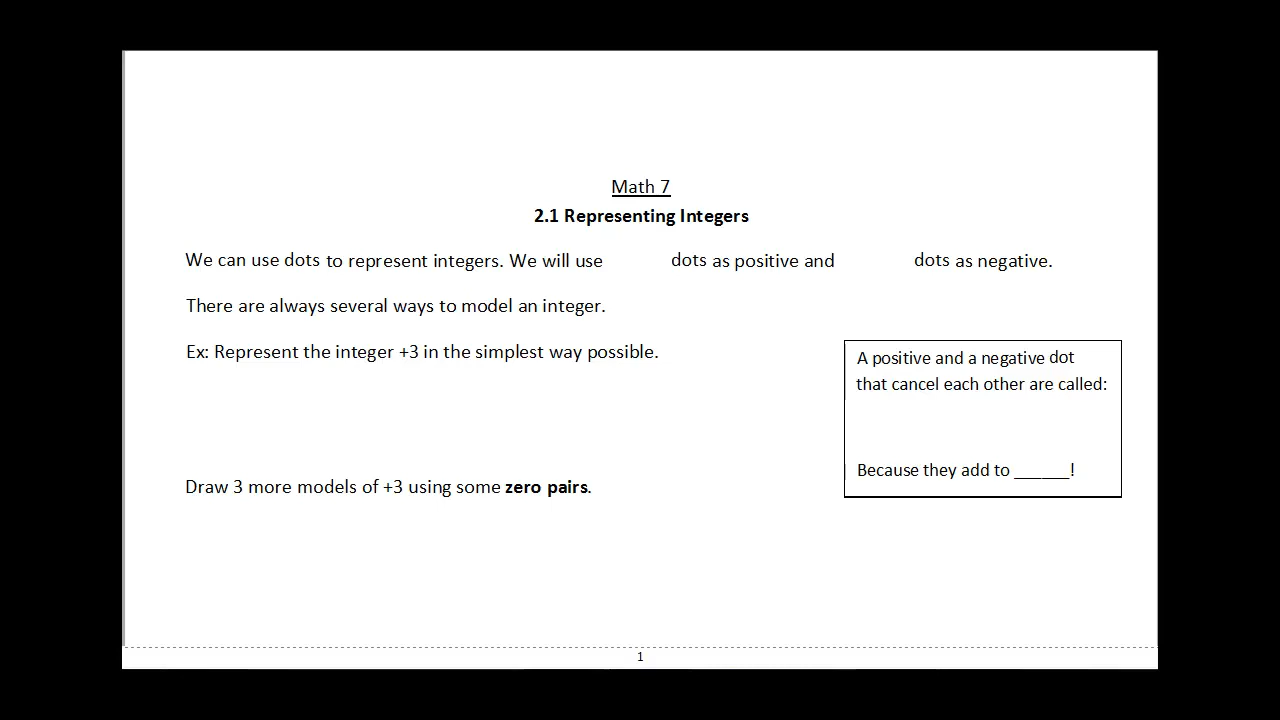 Math 7
2.1 Representing Integers
We can use dots to represent integers. We will use dots as positive and dots as negative.
There are always several ways to model an integer.
Ex: Represent the integer +3 in the simplest way possible.
A positive and a negative dot
that cancel each other are called:
Because they add to ______!
Draw 3 more models of +3 using some zero pairs.
1